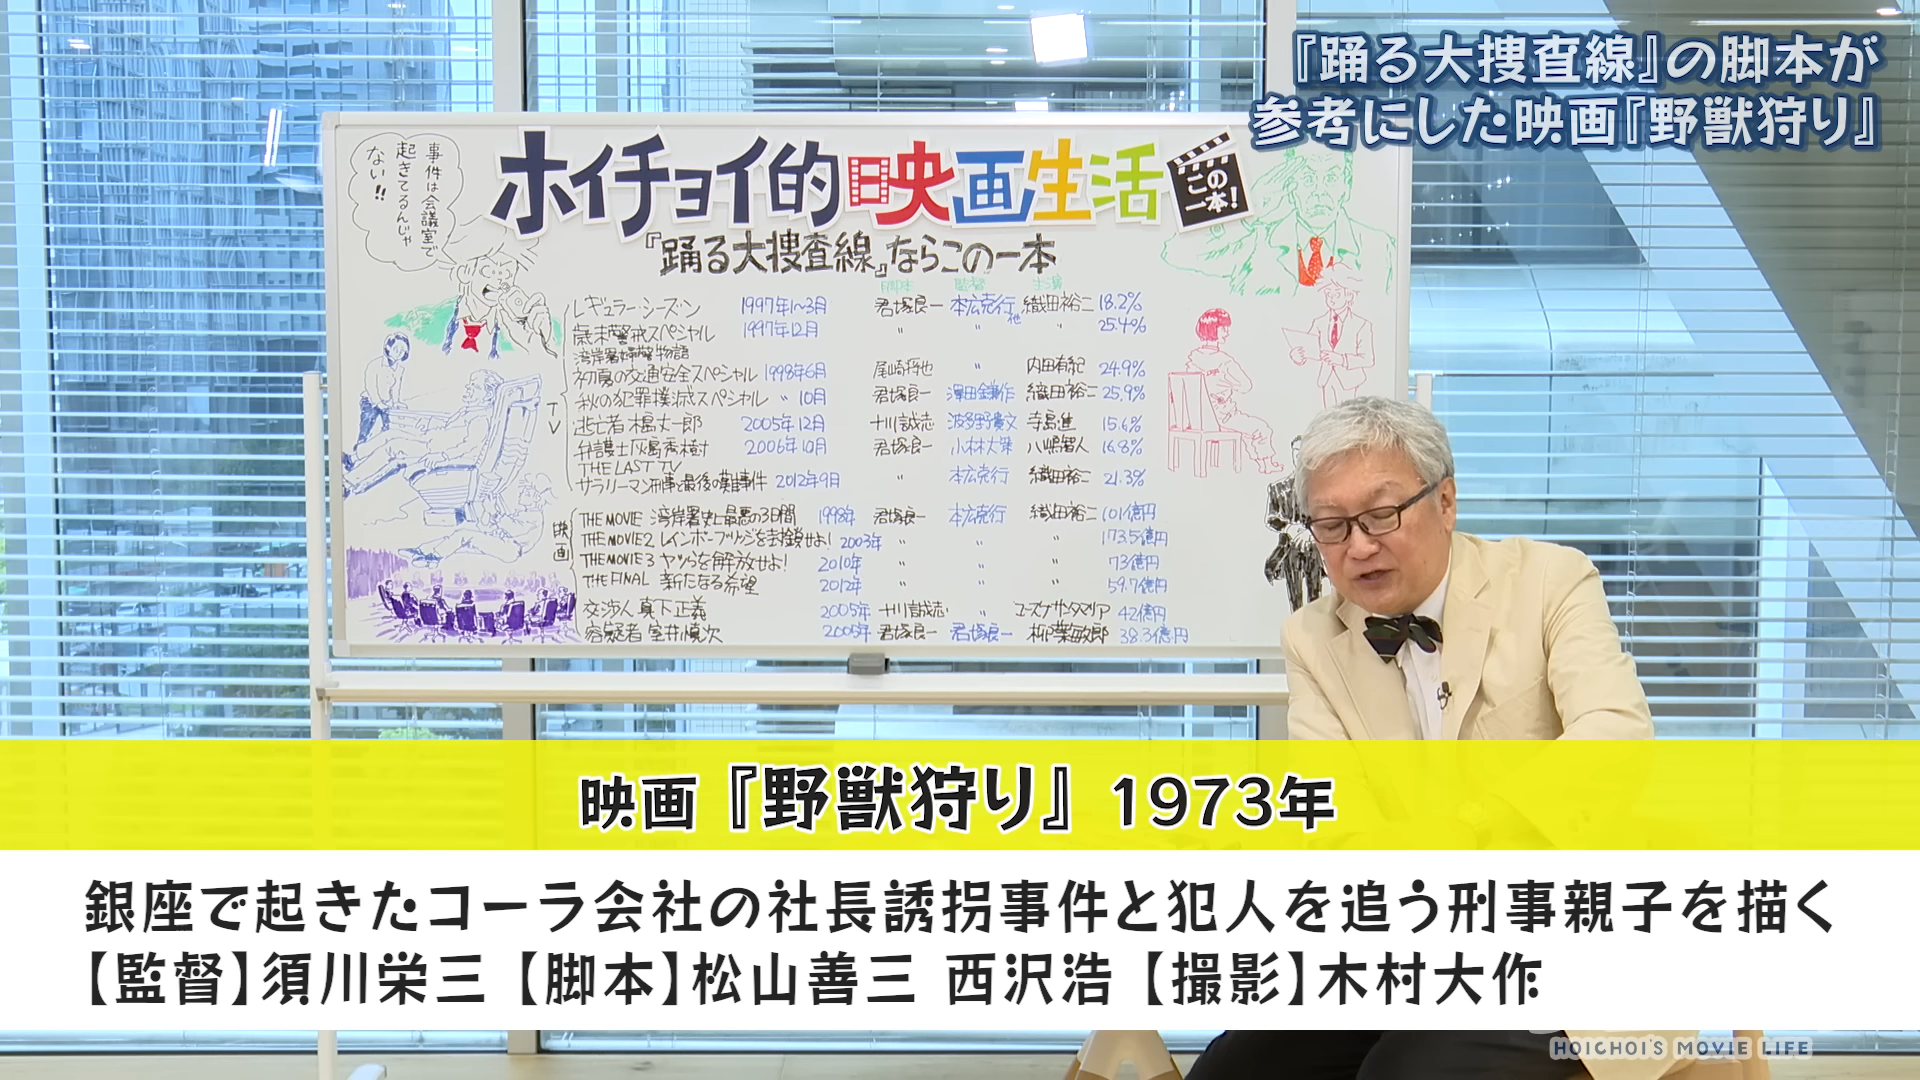 『踊る大捜査線』の脚本が
参考にした映画『野獣狩り』
事件は会議室で
起きてるんじゃ
ない!!
ホイチョイ的映画生活 この一本!
『踊る大捜査線』ならこの一本
脚本 監督 主演
レギュラー・シーズン 1997年1〜3月 君塚良一 本広克行他 織田裕二 18.2%
歳末警戒スペシャル 1997年12月 〃 〃 〃 25.4%
湾岸署婦警物語
初夏の交通安全スペシャル 1998年6月 尾崎将也 〃 内田有紀 24.9%
秋の犯罪撲滅スペシャル 〃 10月 君塚良一 澤田鎌作 織田裕二 25.9%
TV
逃亡者 木島丈一郎 2005年12月 十川誠志 波多野貴文 寺島進 15.6%
弁護士 灰島秀樹 2006年10月 君塚良一 小林大策 八嶋智人 16.8%
THE LAST TV
サラリーマン刑事と最後の難事件 2012年9月 〃 本広克行 織田裕二 21.3%
映画
THE MOVIE 湾岸署史上最悪の3日間 1998年 君塚良一 本広克行 織田裕二 101億円
THE MOVIE2 レインボーブリッジを封鎖せよ! 2003年 〃 〃 〃 173.5億円
THE MOVIE3 ヤツらを解放せよ! 2010年 〃 〃 〃 73億円
THE FINAL 新たなる希望 2012年 〃 〃 〃 59.7億円
交渉人 真下正義 2005年 十川誠志 〃 ユースケサンタマリア 42億円
容疑者 室井慎次 2005年 君塚良一 君塚良一 柳葉敏郎 38.3億円
映画『野獣狩り』1973年
銀座で起きたコーラ会社の社長誘拐事件と犯人を追う刑事親子を描く
【監督】須川栄三【脚本】松山善三 西沢浩【撮影】木村大作
HOICHOI'S MOVIE LIFE